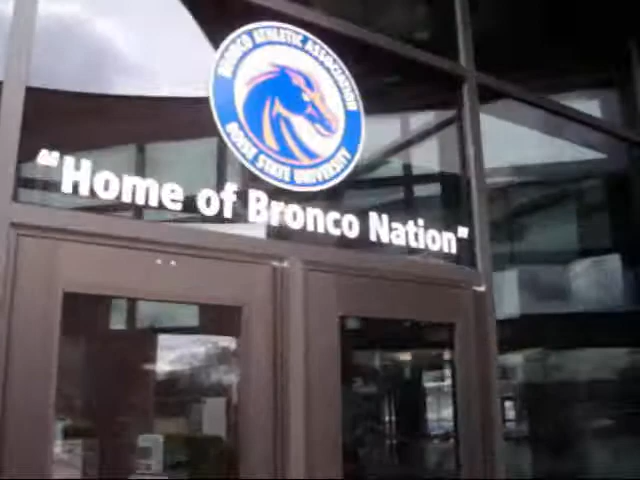 BRONCO ATHLETIC ASSOCIATION
BOISE STATE UNIVERSITY
"Home of Bronco Nation"